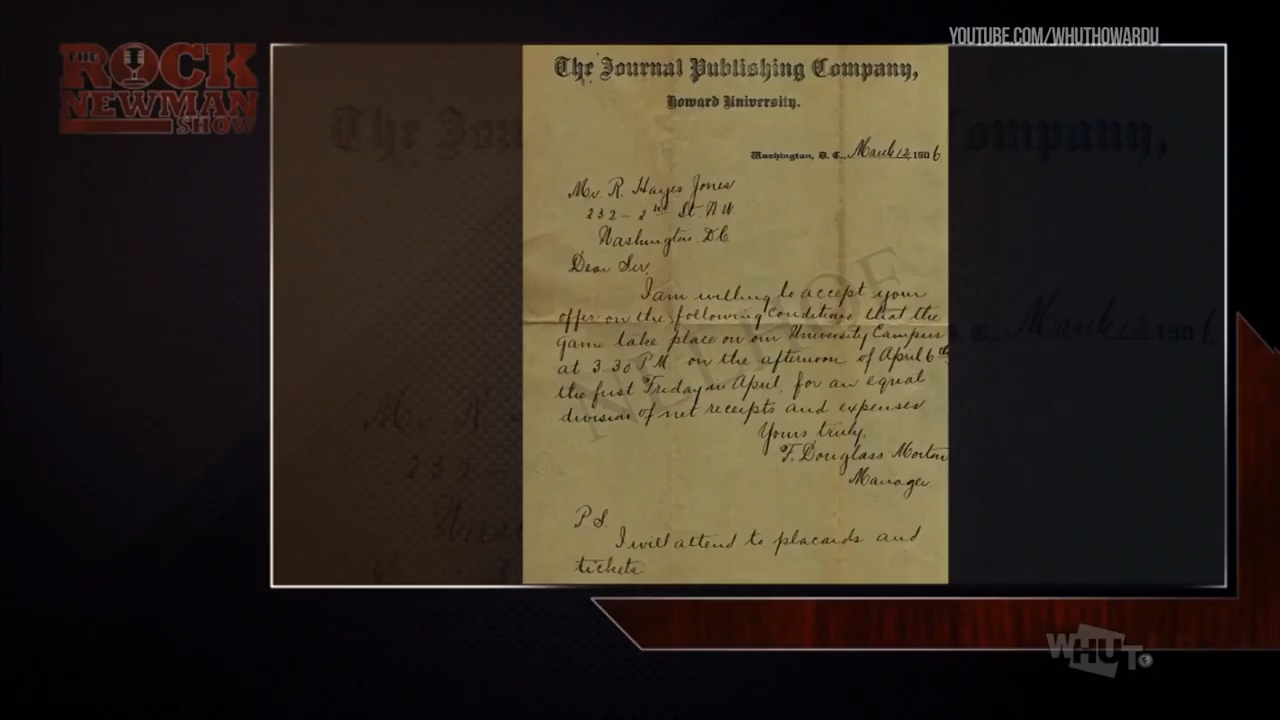 YOUTUBE.COM/WHUTHOWARDU
THE
ROCK
NEWMAN
SHOW
The Journal Publishing Company,
Howard University.
Washington, D. C., March 12, 1906
Mr. R. Hayes Jones
232 - 2nd St. N.W.
Washington, D.C.
Dear Sir,
I am willing to accept your
offer on the following conditions that the
game take place on our University Campus
at 3.30 P.M. on the afternoon of April 6th
the first Friday in April, for an equal
division of net receipts and expenses
Yours truly,
F. Douglass Morton
Manager
P.S.
I will attend to placards and
tickets
WHUT